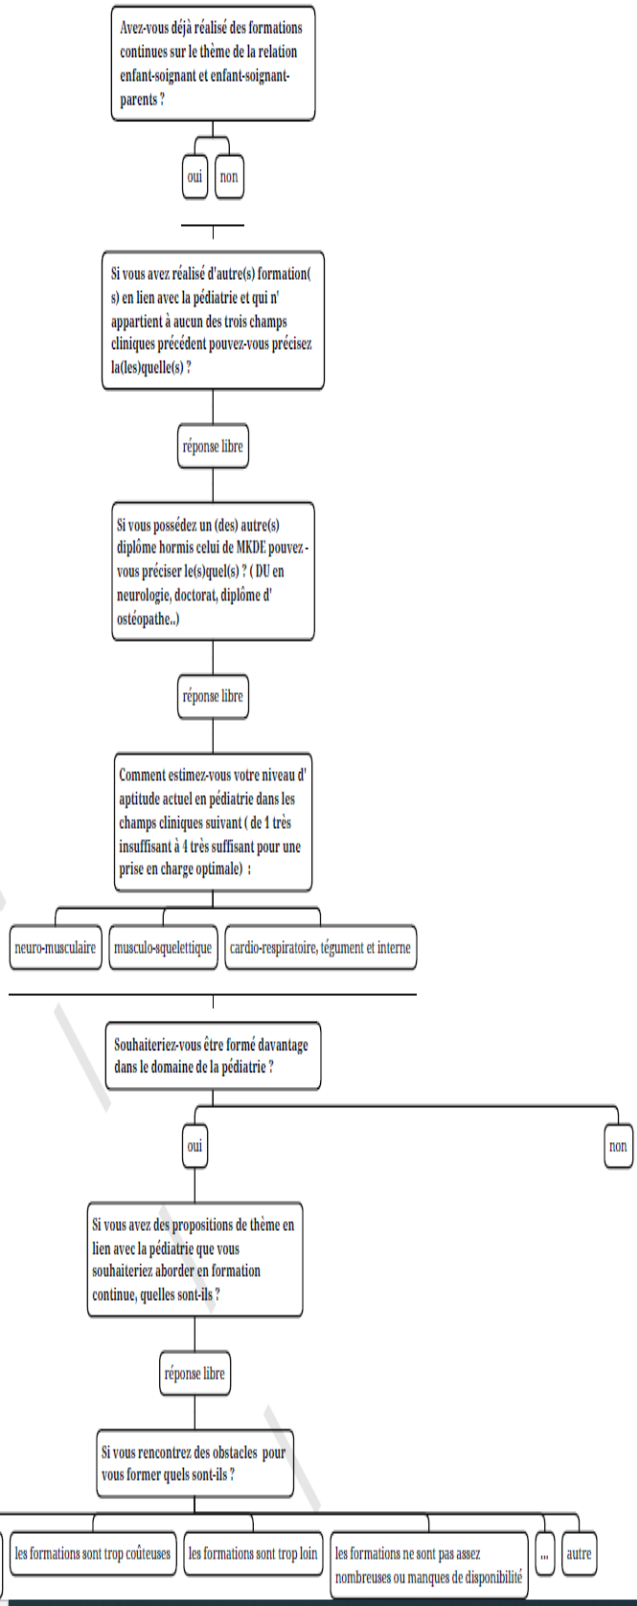 Avez-vous déjà réalisé des formations
continues sur le thème de la relation
enfant-soignant et enfant-soignant-
parents ?
oui
non
Si vous avez réalisé d'autre(s) formation(
s) en lien avec la pédiatrie et qui n'
appartient à aucun des trois champs
cliniques précédent pouvez-vous précisez
la(les)quelle(s) ?
réponse libre
Si vous possédez un (des) autre(s)
diplôme hormis celui de MKDE pouvez -
vous préciser le(s)quel(s) ? ( DU en
neurologie, doctorat, diplôme d'
ostéopathe..)
réponse libre
Comment estimez-vous votre niveau d'
aptitude actuel en pédiatrie dans les
champs cliniques suivant ( de 1 très
insuffisant à 4 très suffisant pour une
prise en charge optimale) :
neuro-musculaire
musculo-squelettique
cardio-respiratoire, tégument et interne
Souhaiteriez-vous être formé davantage
dans le domaine de la pédiatrie ?
oui
non
Si vous avez des propositions de thème en
lien avec la pédiatrie que vous
souhaiteriez aborder en formation
continue, quelles sont-ils ?
réponse libre
Si vous rencontrez des obstacles pour
vous former quels sont-ils ?
les formations sont trop coûteuses
les formations sont trop loin
les formations ne sont pas assez
nombreuses ou manques de disponibilité
...
autre